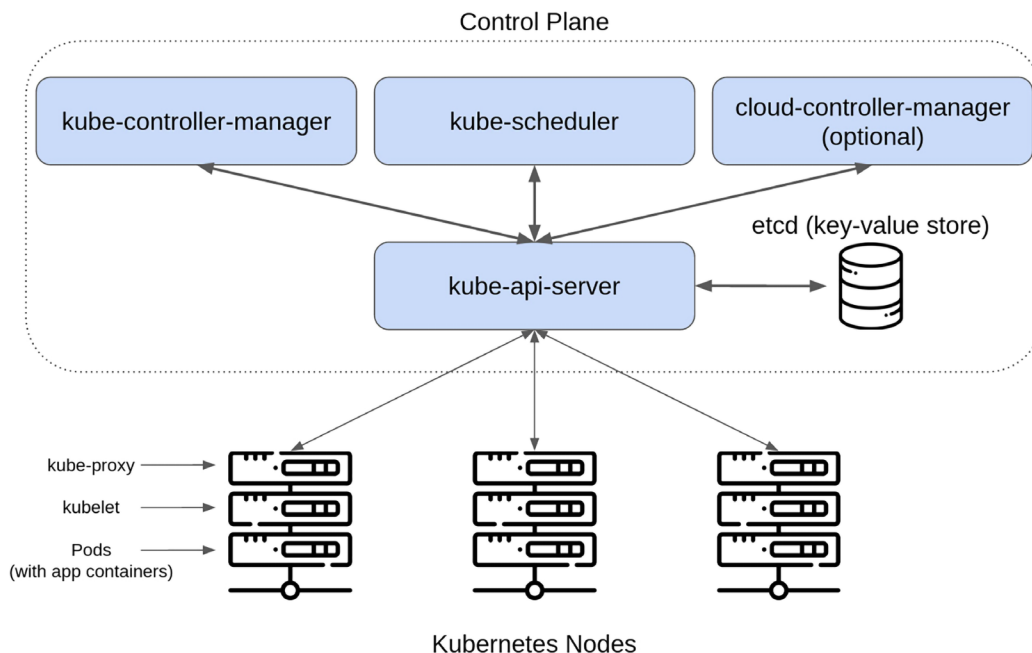 Control Plane
kube-controller-manager
kube-scheduler
cloud-controller-manager
(optional)
etcd (key-value store)
kube-api-server
kube-proxy
kubelet
Pods
(with app containers)
Kubernetes Nodes